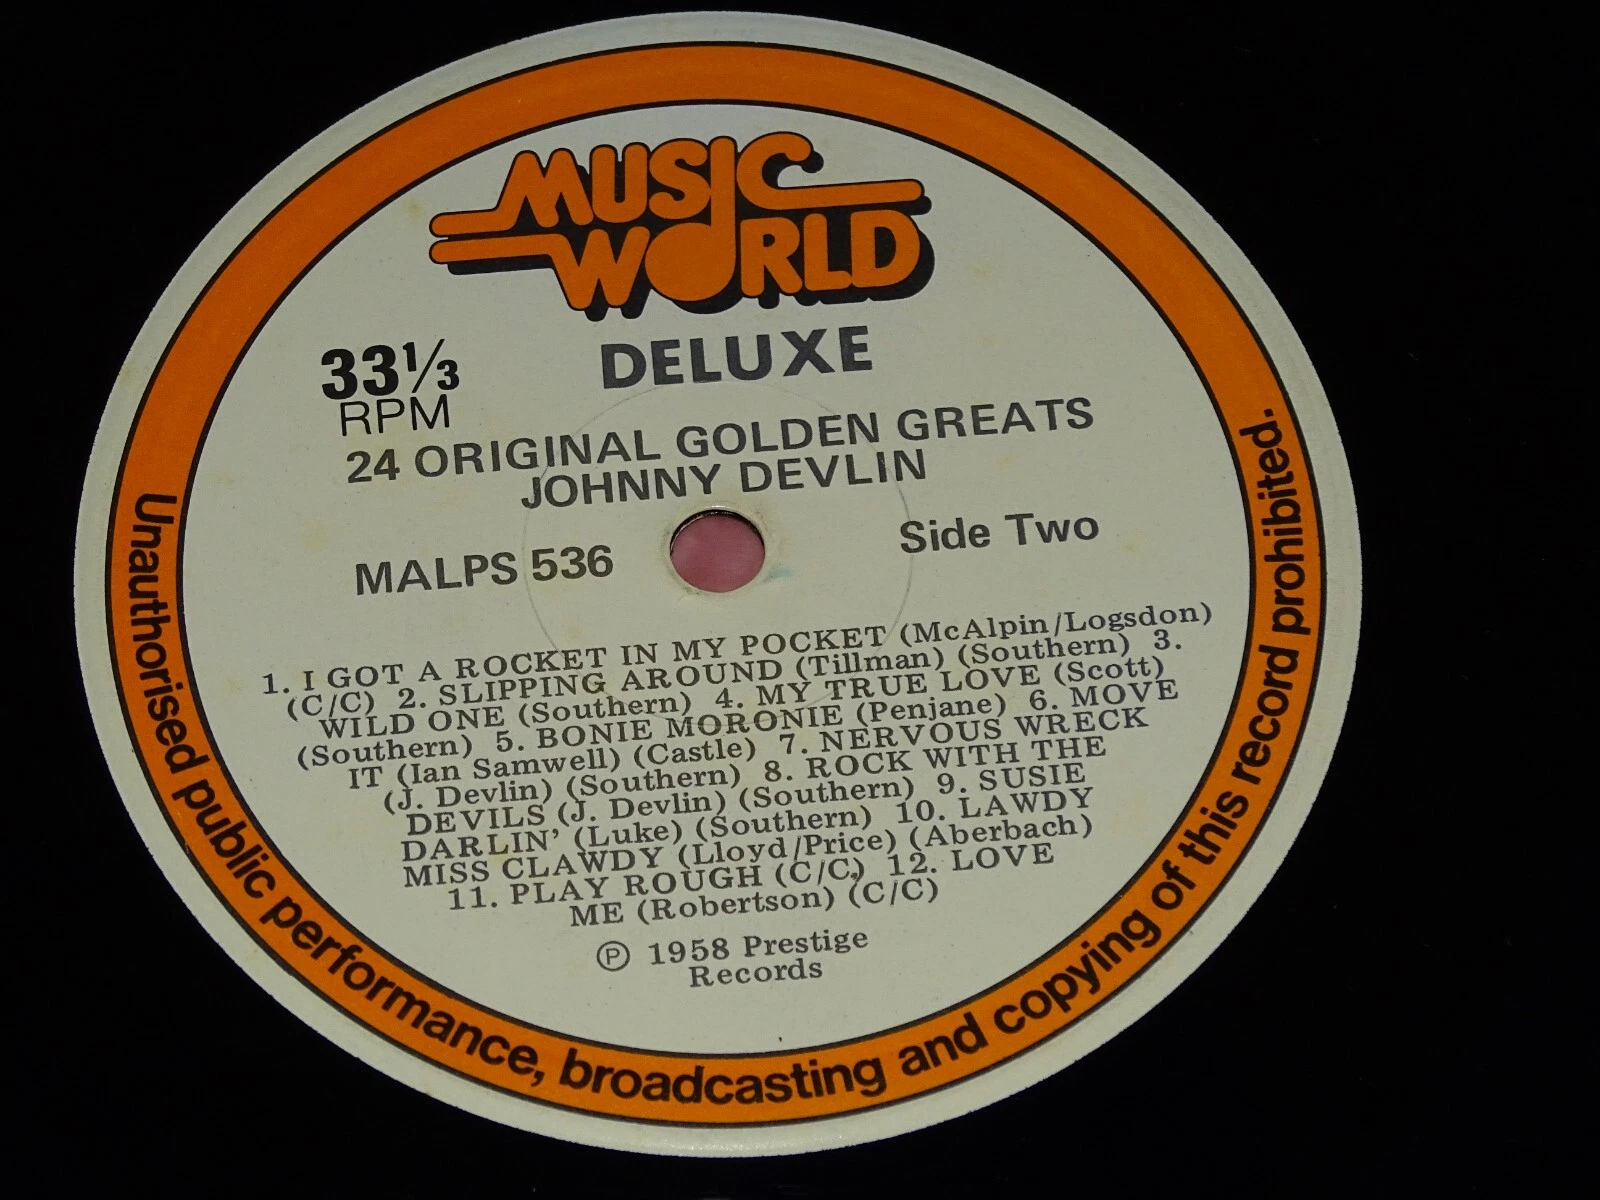 MUSIC
WORLD
DELUXE
33⅓
RPM
24 ORIGINAL GOLDEN GREATS
JOHNNY DEVLIN
MALPS 536
Side Two
1. I GOT A ROCKET IN MY POCKET (McAlpin/Logsdon)
(C/C) 2. SLIPPING AROUND (Tillman) (Southern) 3.
WILD ONE (Southern) 4. MY TRUE LOVE (Scott)
(Southern) 5. BONIE MORONIE (Penjane) 6. MOVE
IT (Ian Samwell) (Castle) 7. NERVOUS WRECK
(J. Devlin) (Southern) 8. ROCK WITH THE
DEVILS (J. Devlin) (Southern) 9. SUSIE
DARLIN' (Luke) (Southern) 10. LAWDY
MISS CLAWDY (Lloyd/Price) (Aberbach)
11. PLAY ROUGH (C/C) 12. LOVE
ME (Robertson) (C/C)
Ⓟ 1958 Prestige
Records
Unauthorised public performance, broadcasting and copying of this record prohibited.